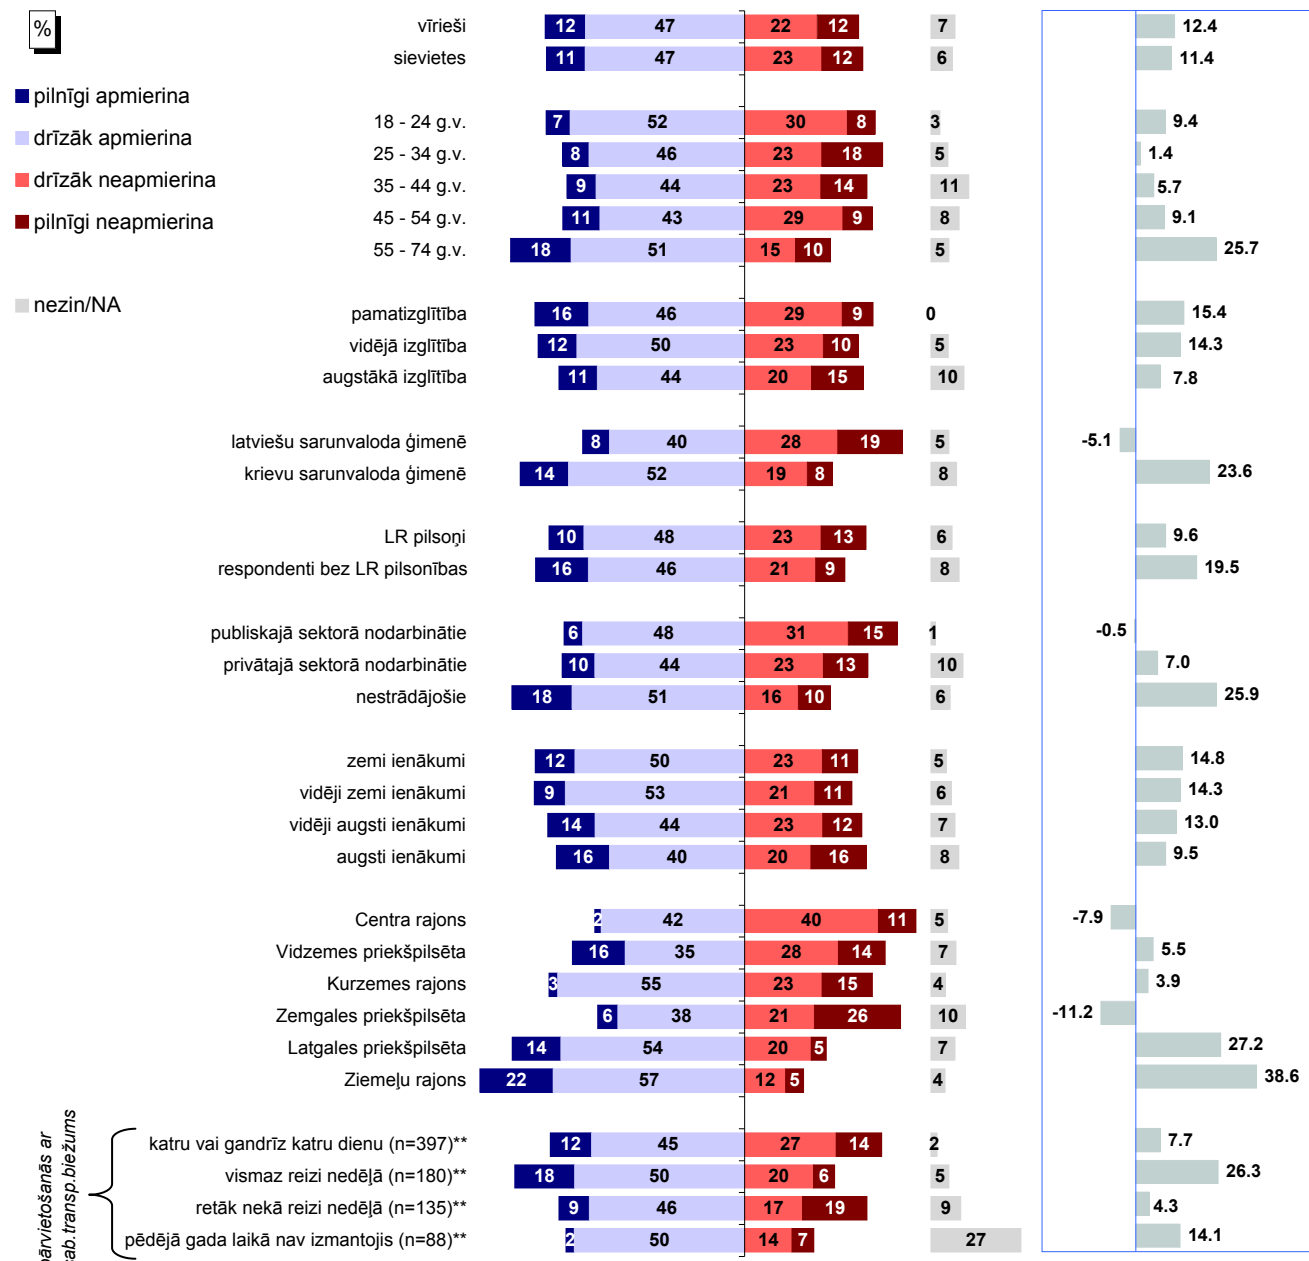 %
pilnīgi apmierina
drīzāk apmierina
drīzāk neapmierina
pilnīgi neapmierina
nezin/NA
vīrieši 12 47 22 12 7 12.4
sievietes 11 47 23 12 6 11.4
18 - 24 g.v. 7 52 30 8 3 9.4
25 - 34 g.v. 8 46 23 18 5 1.4
35 - 44 g.v. 9 44 23 14 11 5.7
45 - 54 g.v. 11 43 29 9 8 9.1
55 - 74 g.v. 18 51 15 10 5 25.7
pamatizglītība 16 46 29 9 0 15.4
vidējā izglītība 12 50 23 10 5 14.3
augstākā izglītība 11 44 20 15 10 7.8
latviešu sarunvaloda ģimenē 8 40 28 19 5 -5.1
krievu sarunvaloda ģimenē 14 52 19 8 8 23.6
LR pilsoņi 10 48 23 13 6 9.6
respondenti bez LR pilsonības 16 46 21 9 8 19.5
publiskajā sektorā nodarbinātie 6 48 31 15 1 -0.5
privātajā sektorā nodarbinātie 10 44 23 13 10 7.0
nestrādājošie 18 51 16 10 6 25.9
zemi ienākumi 12 50 23 11 5 14.8
vidēji zemi ienākumi 9 53 21 11 6 14.3
vidēji augsti ienākumi 14 44 23 12 7 13.0
augsti ienākumi 16 40 20 16 8 9.5
Centra rajons 2 42 40 11 5 -7.9
Vidzemes priekšpilsēta 16 35 28 14 7 5.5
Kurzemes rajons 3 55 23 15 4 3.9
Zemgales priekšpilsēta 6 38 21 26 10 -11.2
Latgales priekšpilsēta 14 54 20 5 7 27.2
Ziemeļu rajons 22 57 12 5 4 38.6
pārvietošanās ar
sab.transp.biežums
katru vai gandrīz katru dienu (n=397)** 12 45 27 14 2 7.7
vismaz reizi nedēļā (n=180)** 18 50 20 6 5 26.3
retāk nekā reizi nedēļā (n=135)** 9 46 17 19 9 4.3
pēdējā gada laikā nav izmantojis (n=88)** 2 50 14 7 27 14.1